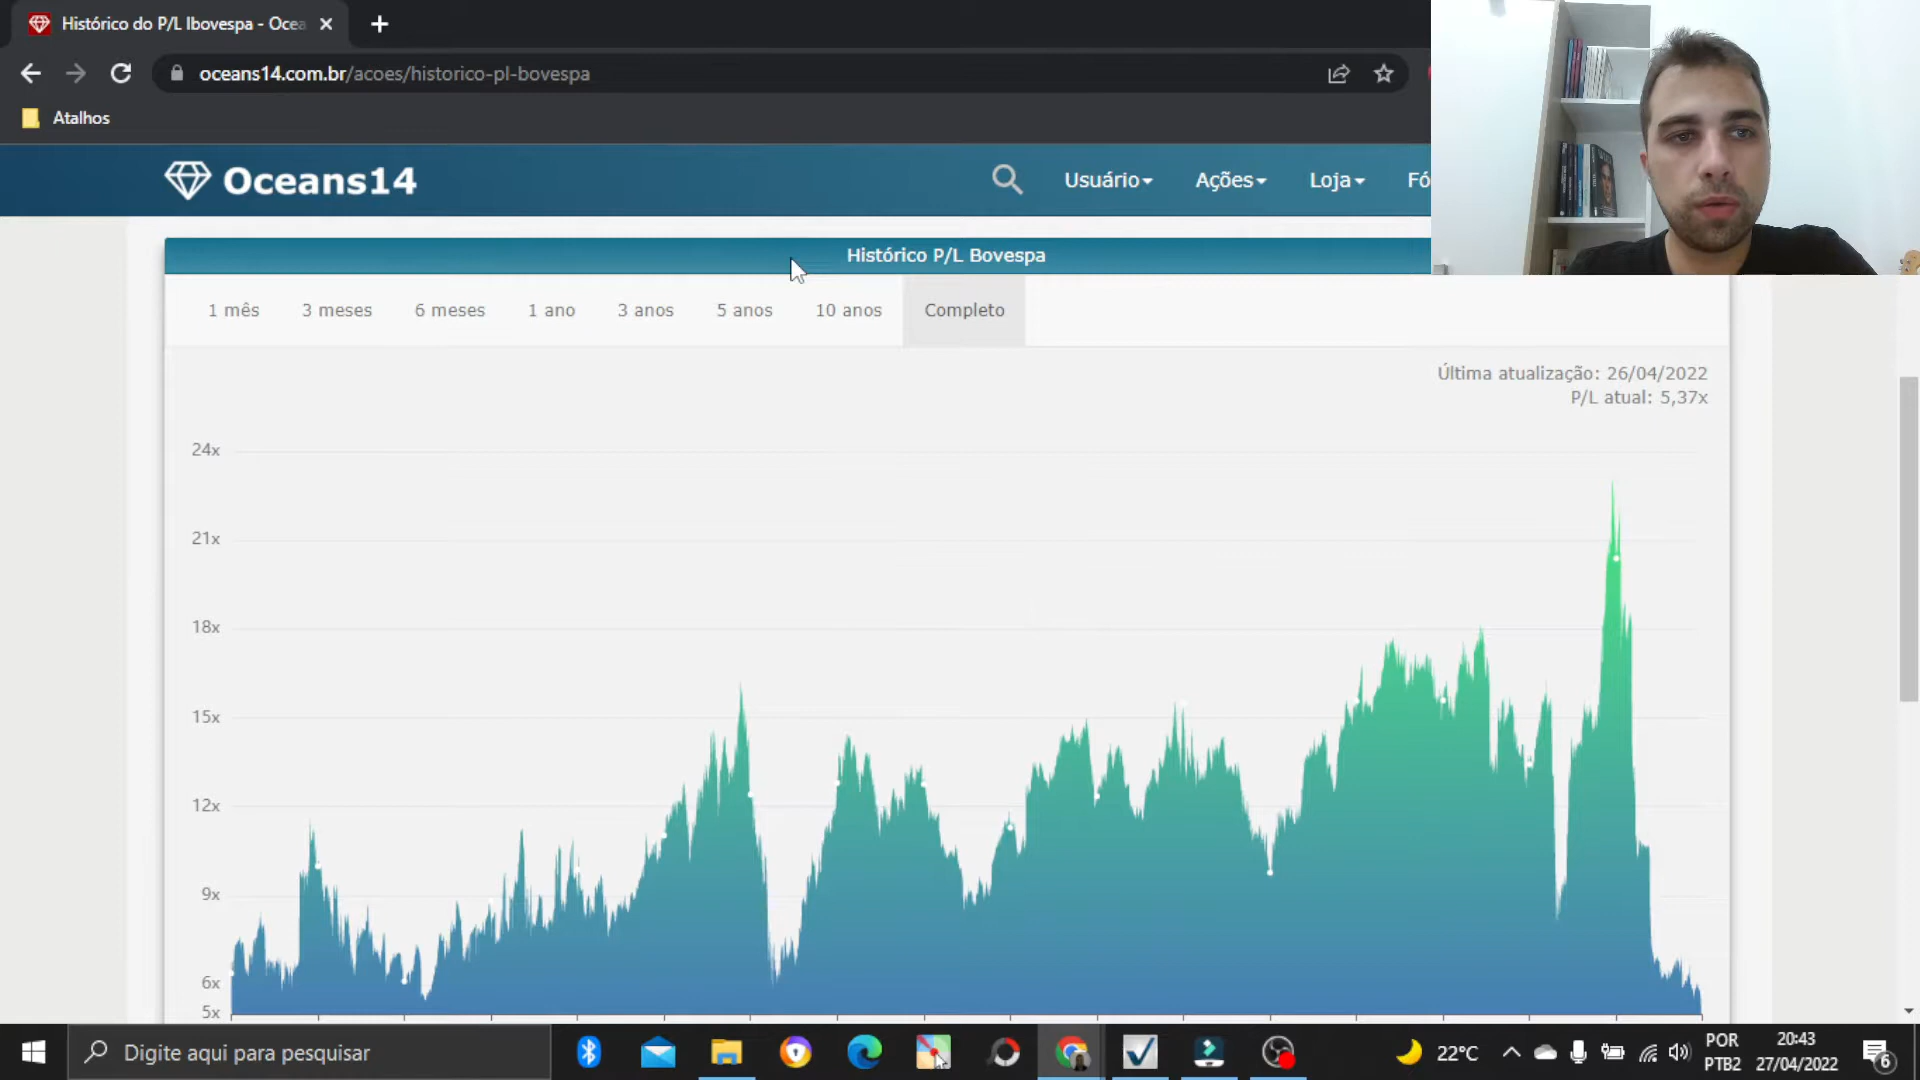 Histórico do P/L Ibovespa - Ocea
oceans14.com.br/acoes/historico-pl-bovespa
Atalhos
Oceans14
Usuário
Ações
Loja
Fó
Histórico P/L Bovespa
1 mês
3 meses
6 meses
1 ano
3 anos
5 anos
10 anos
Completo
Última atualização: 26/04/2022
P/L atual: 5,37x
24x
21x
18x
15x
12x
9x
6x
5x
Digite aqui para pesquisar
22°C
POR
PTB2
20:43
27/04/2022
6